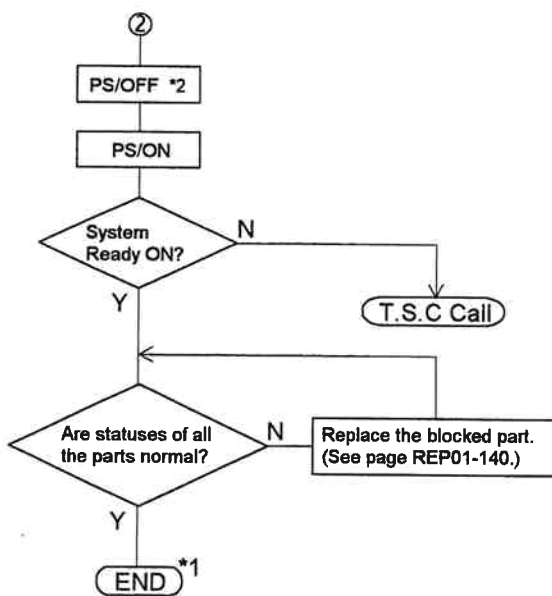 ②
PS/OFF *2
PS/ON
System
Ready ON?
N
Y
T.S.C Call
Are statuses of all
the parts normal?
N
Replace the blocked part.
(See page REP01-140.)
Y
END *1